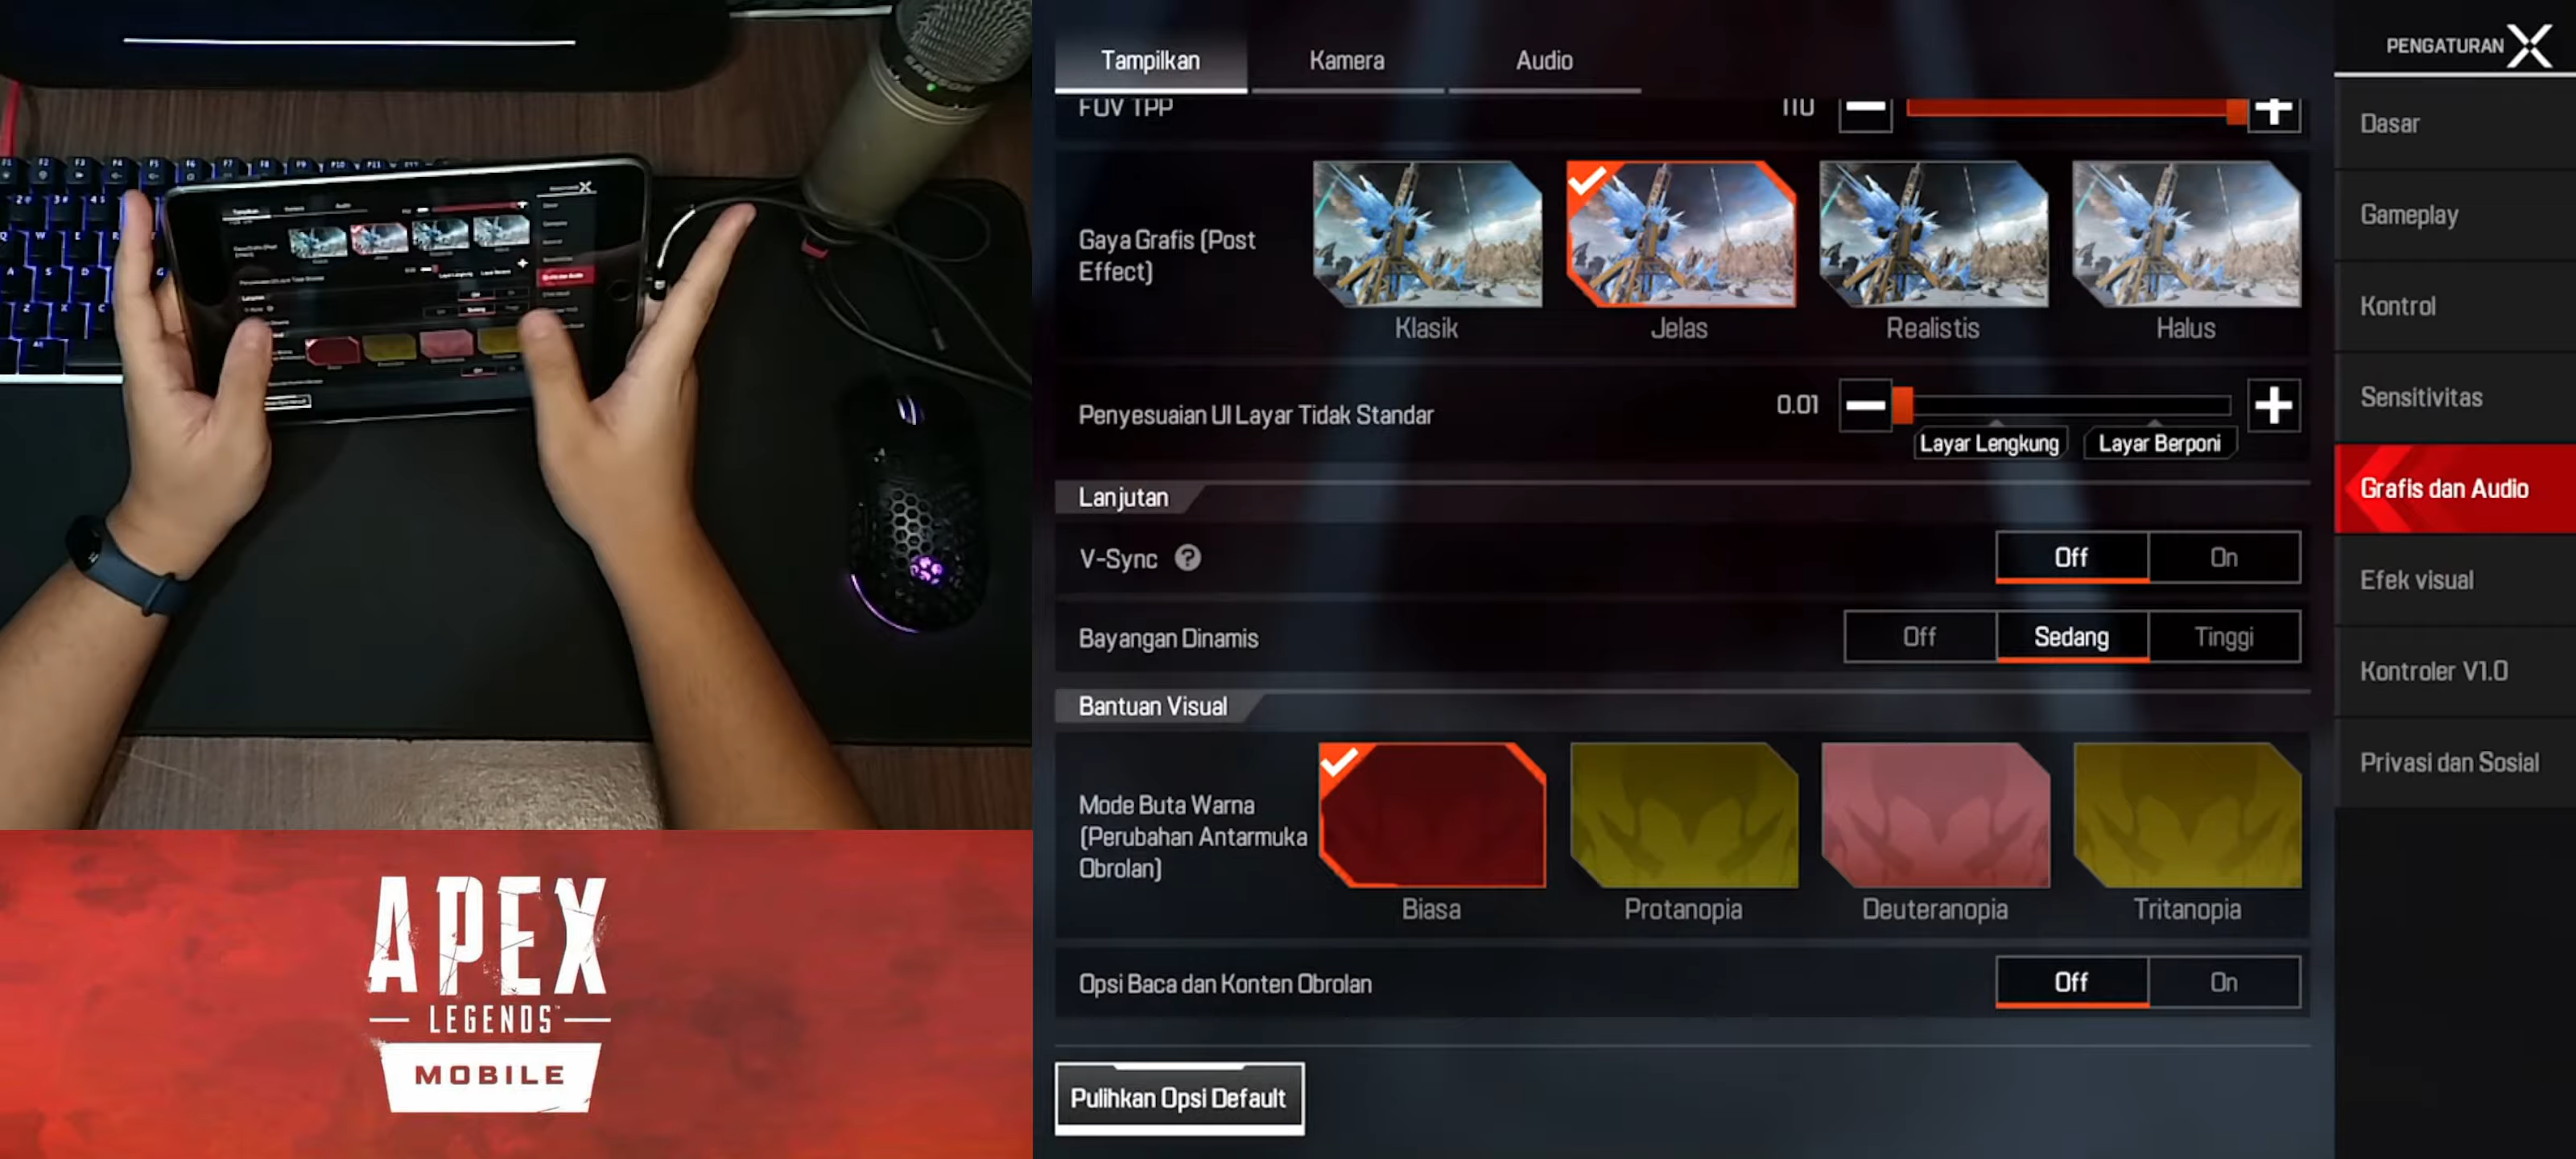 Tampilkan
Kamera
Audio
PENGATURAN
FOV TPP
110
Gaya Grafis (Post
Effect)
Klasik
Jelas
Realistis
Halus
Penyesuaian UI Layar Tidak Standar
0.01
Layar Lengkung
Layar Berponi
Lanjutan
V-Sync ?
Off
On
Bayangan Dinamis
Off
Sedang
Tinggi
Bantuan Visual
Mode Buta Warna
(Perubahan Antarmuka
Obrolan)
Biasa
Protanopia
Deuteranopia
Tritanopia
Opsi Baca dan Konten Obrolan
Off
On
Pulihkan Opsi Default
Dasar
Gameplay
Kontrol
Sensitivitas
Grafis dan Audio
Efek visual
Kontroler V1.0
Privasi dan Sosial
SAMSON
APEX
LEGENDS™
MOBILE